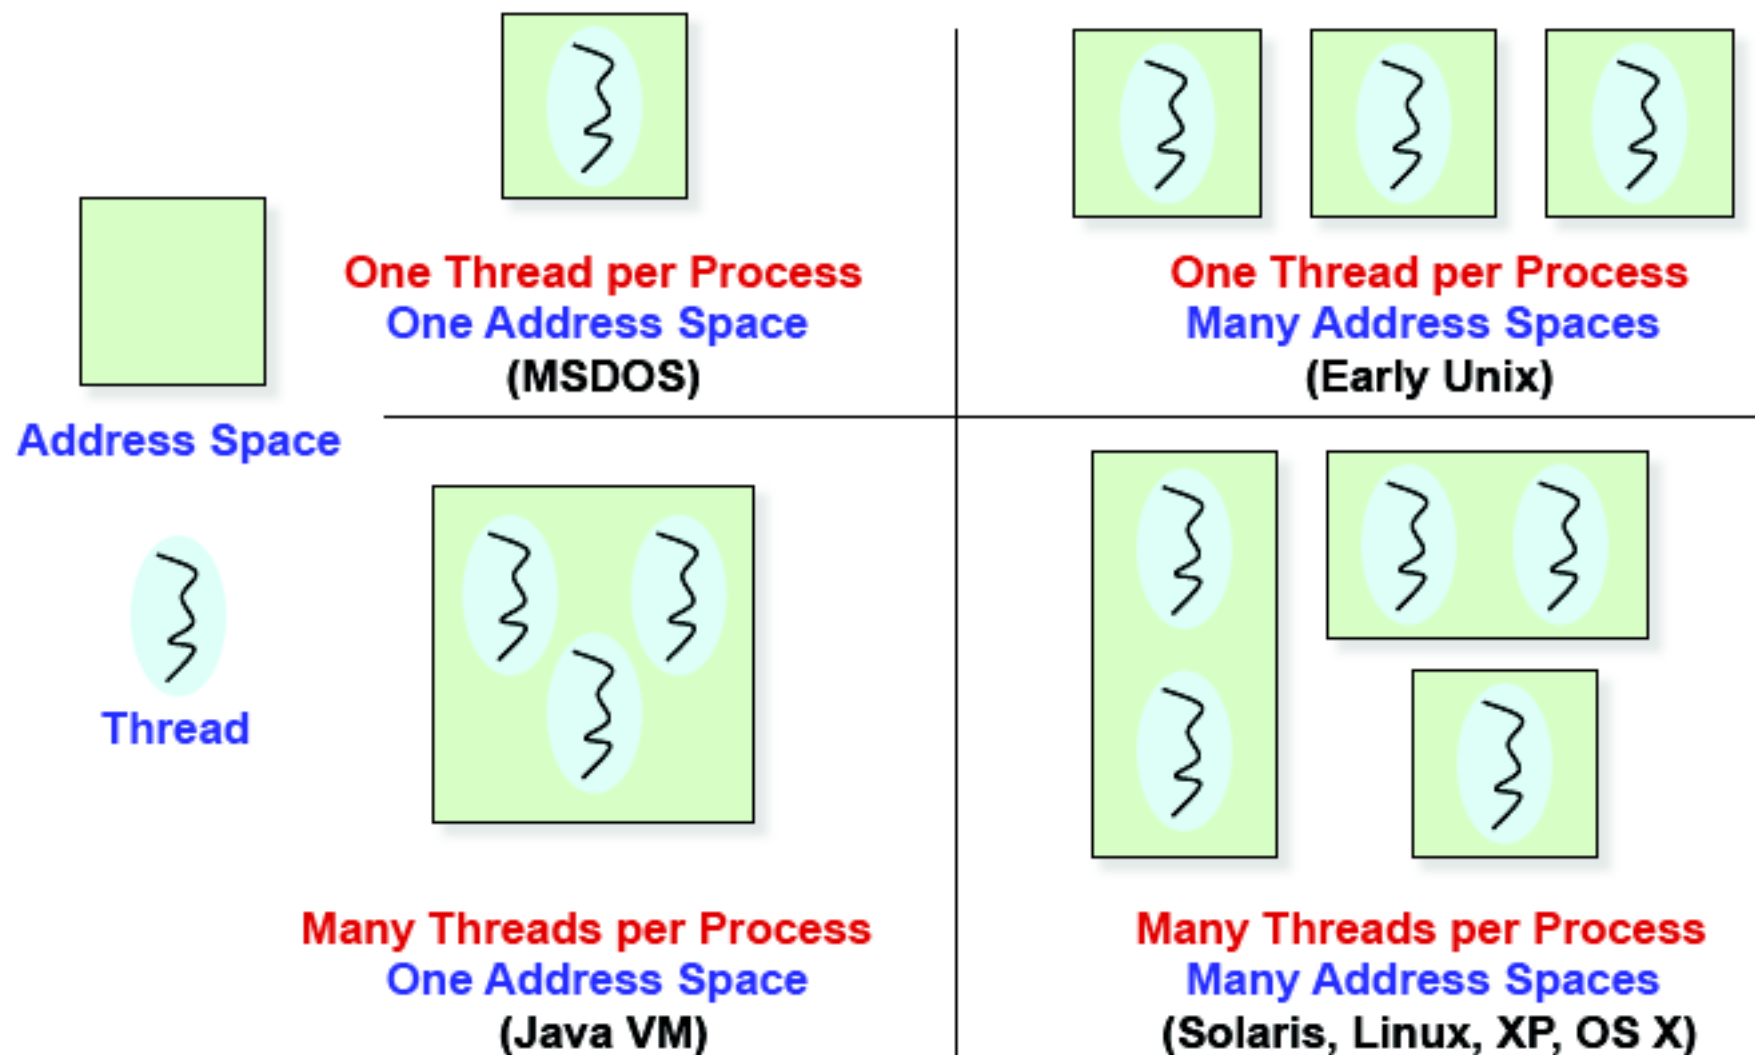 Address Space
Thread
One Thread per Process
One Address Space
(MSDOS)
One Thread per Process
Many Address Spaces
(Early Unix)
Many Threads per Process
One Address Space
(Java VM)
Many Threads per Process
Many Address Spaces
(Solaris, Linux, XP, OS X)